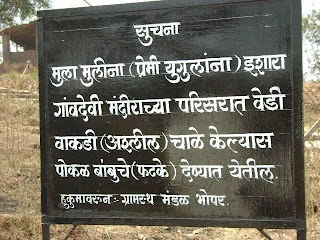 सुचना
मुला मुलीना (प्रेमी युगुलांना) इशारा
गांवदेवी मंदीराच्या परिसरात वेडी
वाकडी (अश्लील) चाळे केल्यास
पोकळ बांबुचे (फटके) देण्यात येतील.
हुकुमावरुन :- ग्रामस्थ मंडळ भोपर.